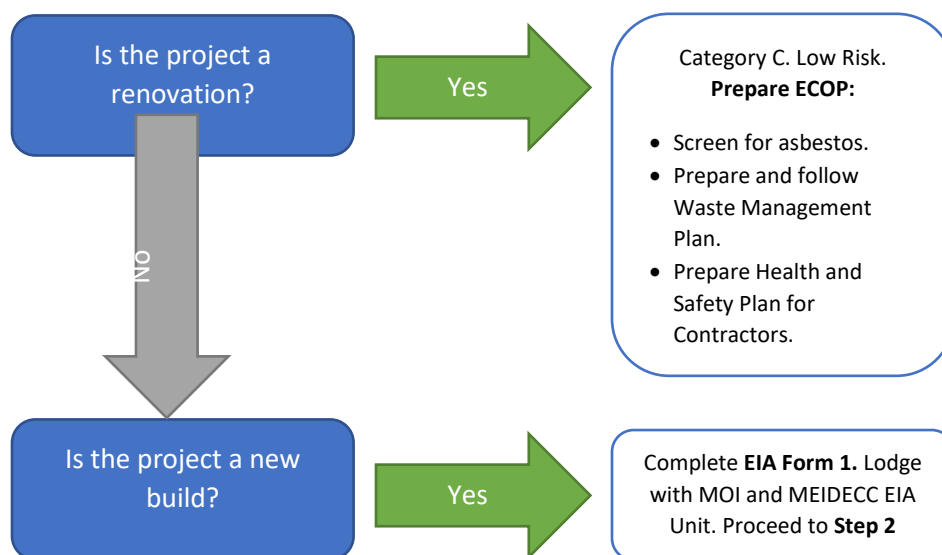 Is the project a
renovation?
Yes
Category C. Low Risk.
Prepare ECOP:
• Screen for asbestos.
• Prepare and follow
Waste Management
Plan.
• Prepare Health and
Safety Plan for
Contractors.
No
Is the project a new
build?
Yes
Complete EIA Form 1. Lodge
with MOI and MEIDECC EIA
Unit. Proceed to Step 2